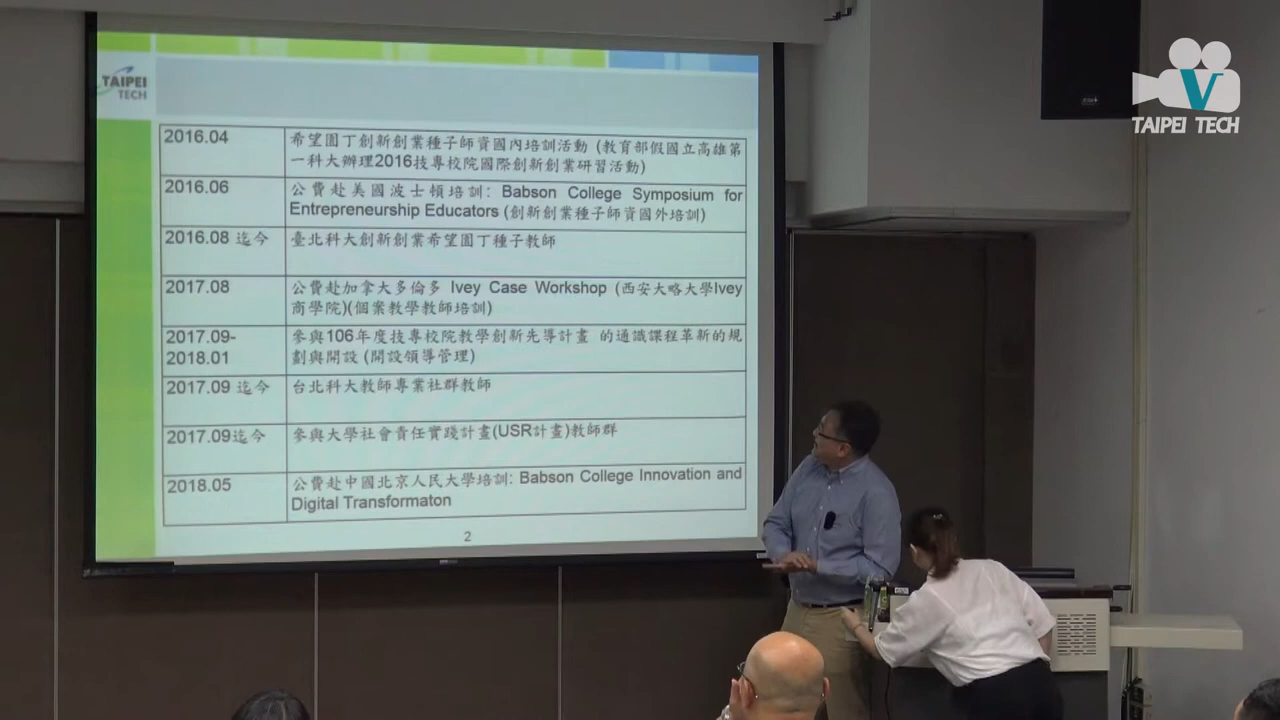 TAIPEI
TECH
V
TAIPEI TECH
2016.04
希望園丁創新創業種子師資國內培訓活動 (教育部假國立高雄第
一科大辦理2016技專校院國際創新創業研習活動)
2016.06
公費赴美國波士頓培訓: Babson College Symposium for
Entrepreneurship Educators (創新創業種子師資國外培訓)
2016.08 迄今
臺北科大創新創業希望園丁種子教師
2017.08
公費赴加拿大多倫多 Ivey Case Workshop (西安大略大學Ivey
商學院)(個案教學教師培訓)
2017.09-
2018.01
參與106年度技專校院教學創新先導計畫 的通識課程革新的規
劃與開設 (開設領導管理)
2017.09 迄今
台北科大教師專業社群教師
2017.09迄今
參與大學社會責任實踐計畫(USR計畫)教師群
2018.05
公費赴中國北京人民大學培訓: Babson College Innovation and
Digital Transformaton
2